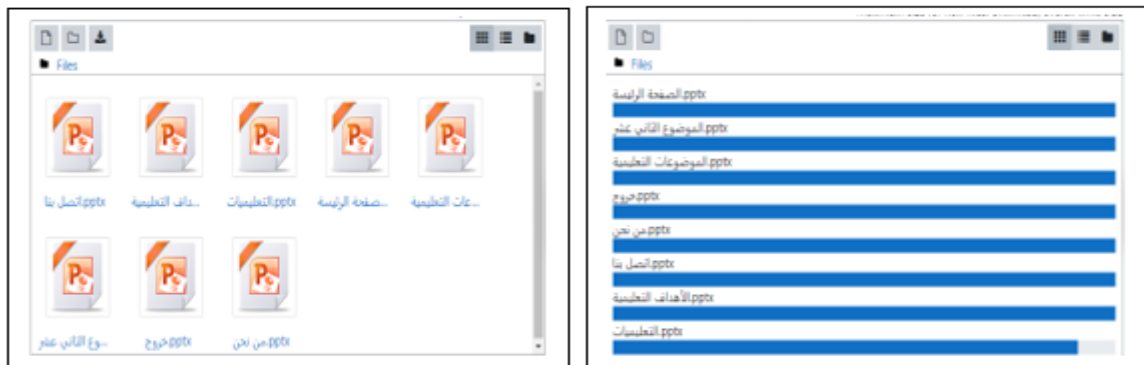 Files
اتصل بنا.pptx
...داف التعليمية
التعليمات.pptx
...صفحة الرئيسة
...عات التعليمية
...وع الثاني عشر
خروج.pptx
من نحن.pptx
Files
الصفحة الرئيسة.pptx
الموضوع الثاني عشر.pptx
الموضوعات التعليمية.pptx
خروج.pptx
من نحن.pptx
اتصل بنا.pptx
الأهداف التعليمية.pptx
التعليمات.pptx